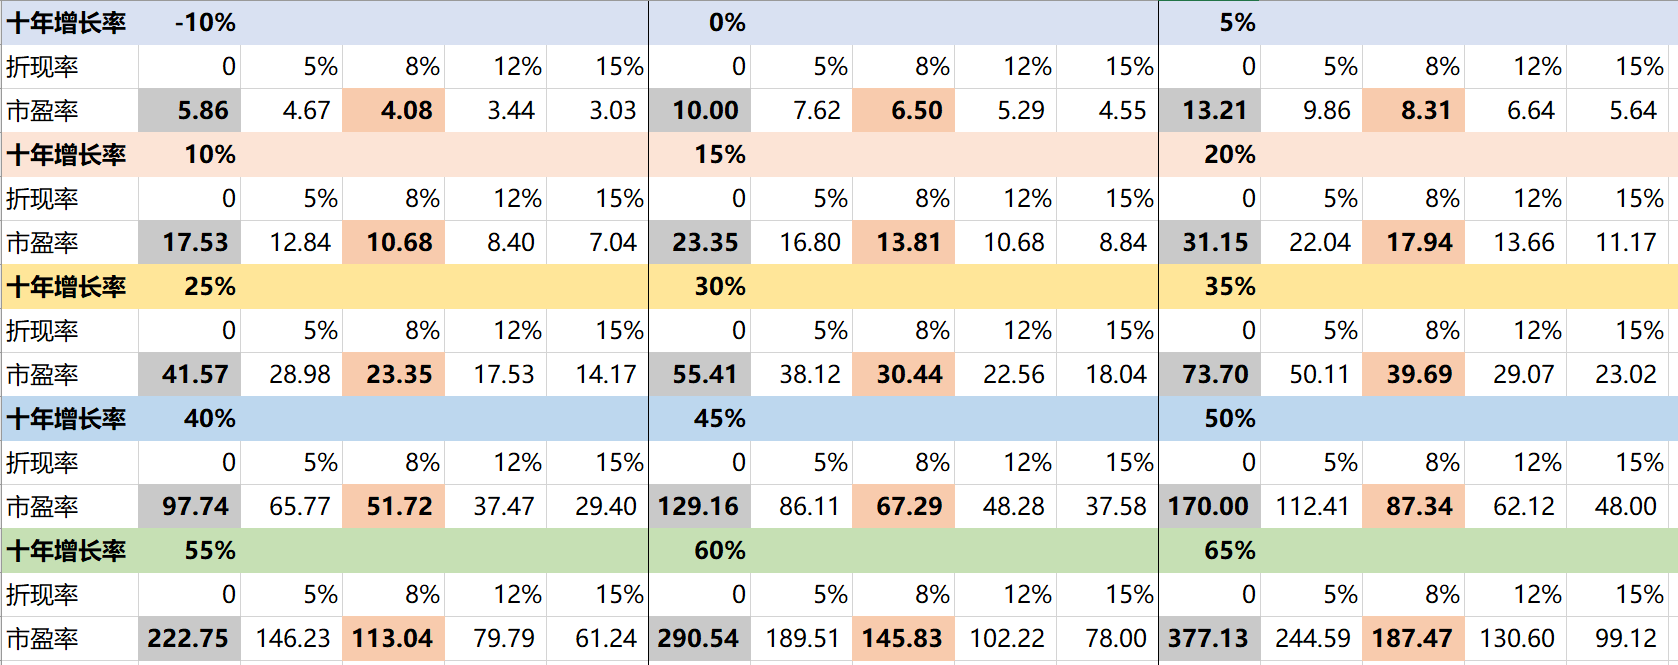 十年增长率 -10% 0% 5%
折现率 0 5% 8% 12% 15% 0 5% 8% 12% 15% 0 5% 8% 12% 15%
市盈率 5.86 4.67 4.08 3.44 3.03 10.00 7.62 6.50 5.29 4.55 13.21 9.86 8.31 6.64 5.64
十年增长率 10% 15% 20%
折现率 0 5% 8% 12% 15% 0 5% 8% 12% 15% 0 5% 8% 12% 15%
市盈率 17.53 12.84 10.68 8.40 7.04 23.35 16.80 13.81 10.68 8.84 31.15 22.04 17.94 13.66 11.17
十年增长率 25% 30% 35%
折现率 0 5% 8% 12% 15% 0 5% 8% 12% 15% 0 5% 8% 12% 15%
市盈率 41.57 28.98 23.35 17.53 14.17 55.41 38.12 30.44 22.56 18.04 73.70 50.11 39.69 29.07 23.02
十年增长率 40% 45% 50%
折现率 0 5% 8% 12% 15% 0 5% 8% 12% 15% 0 5% 8% 12% 15%
市盈率 97.74 65.77 51.72 37.47 29.40 129.16 86.11 67.29 48.28 37.58 170.00 112.41 87.34 62.12 48.00
十年增长率 55% 60% 65%
折现率 0 5% 8% 12% 15% 0 5% 8% 12% 15% 0 5% 8% 12% 15%
市盈率 222.75 146.23 113.04 79.79 61.24 290.54 189.51 145.83 102.22 78.00 377.13 244.59 187.47 130.60 99.12